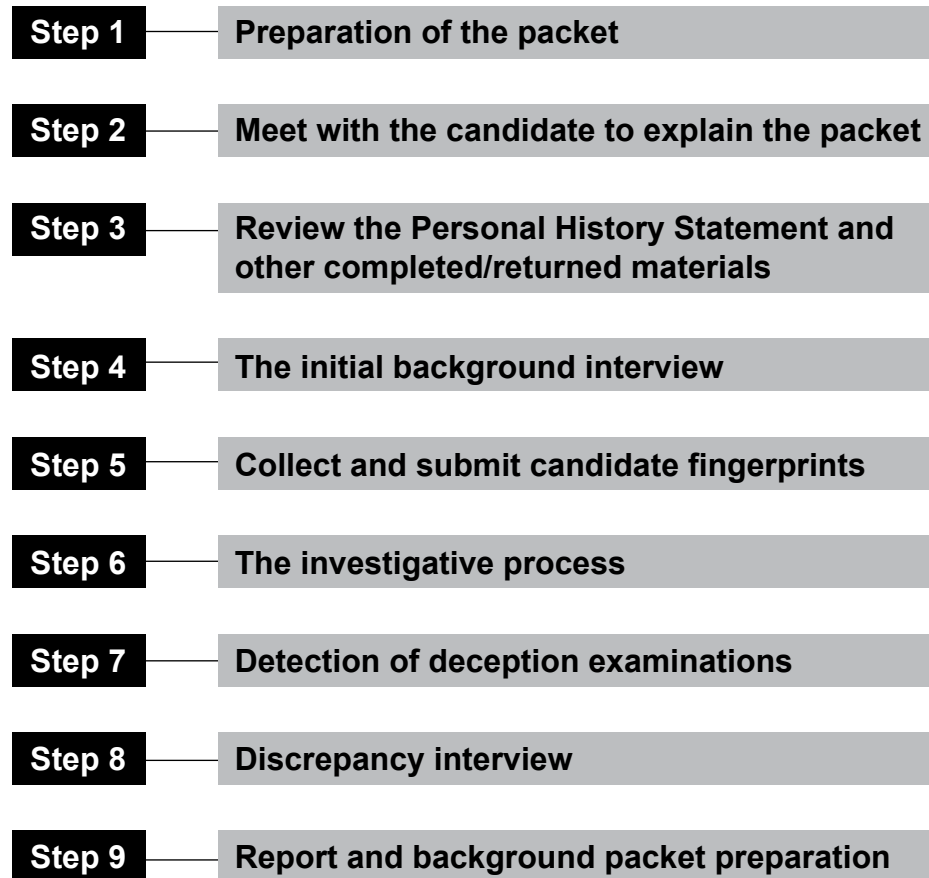 Step 1 Preparation of the packet
Step 2 Meet with the candidate to explain the packet
Step 3 Review the Personal History Statement and
other completed/returned materials
Step 4 The initial background interview
Step 5 Collect and submit candidate fingerprints
Step 6 The investigative process
Step 7 Detection of deception examinations
Step 8 Discrepancy interview
Step 9 Report and background packet preparation